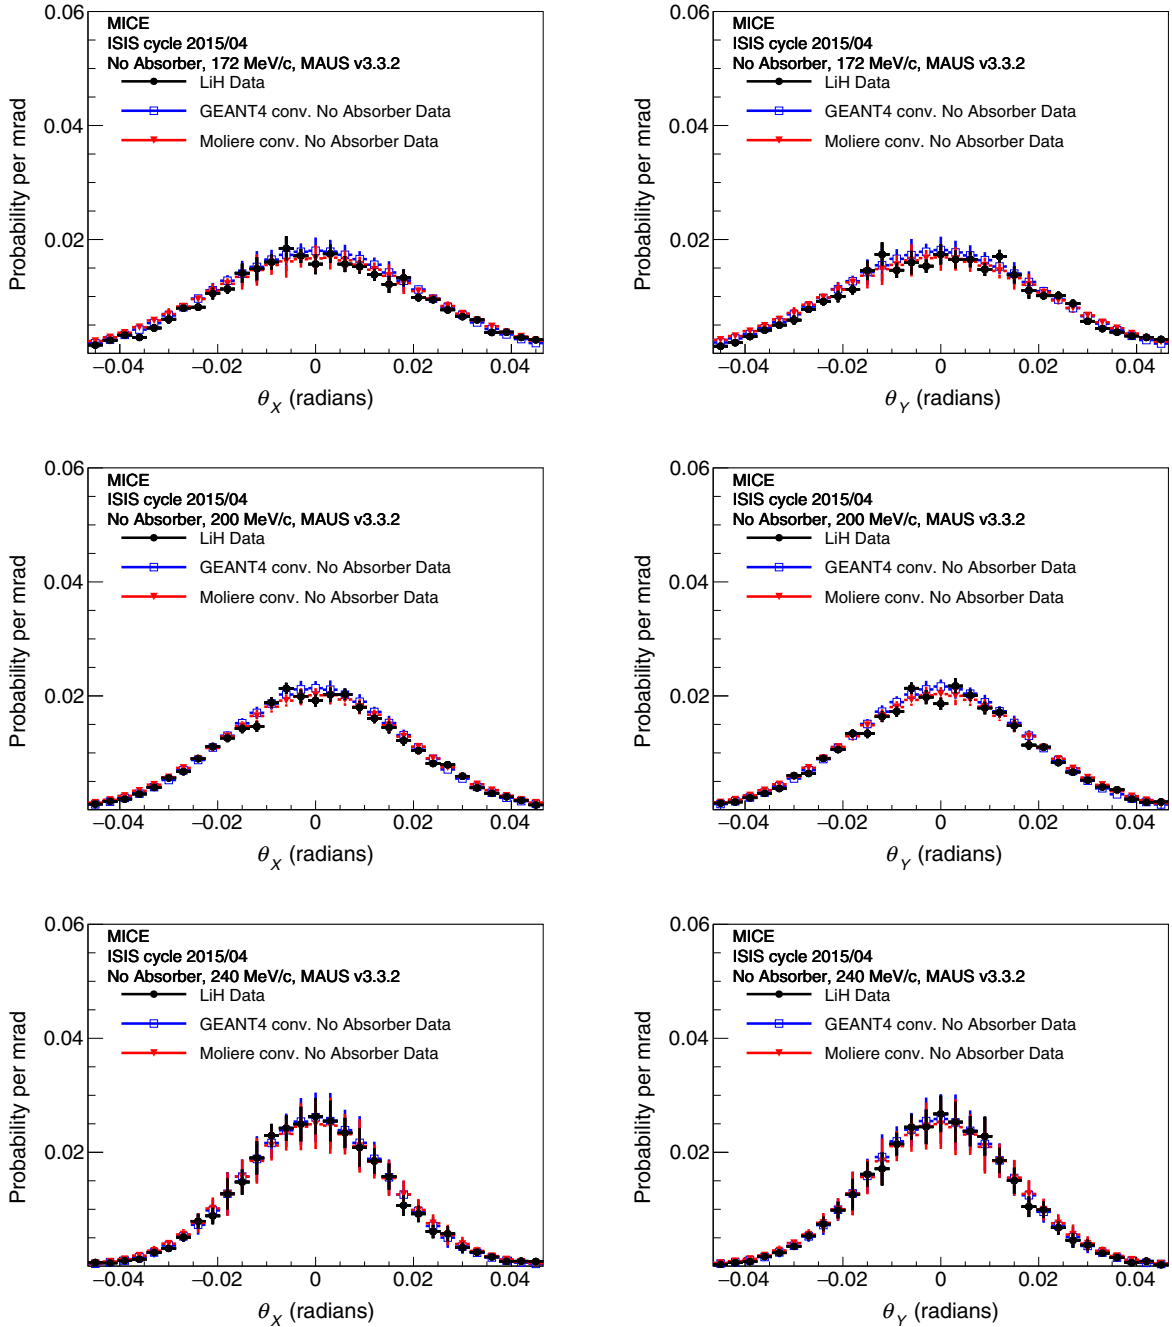 0.06
MICE
ISIS cycle 2015/04
No Absorber, 172 MeV/c, MAUS v3.3.2
LiH Data
GEANT4 conv. No Absorber Data
Moliere conv. No Absorber Data
0.04
0.02
Probability per mrad
−0.04 −0.02 0 0.02 0.04
θX (radians)
0.06
MICE
ISIS cycle 2015/04
No Absorber, 172 MeV/c, MAUS v3.3.2
LiH Data
GEANT4 conv. No Absorber Data
Moliere conv. No Absorber Data
0.04
0.02
Probability per mrad
−0.04 −0.02 0 0.02 0.04
θY (radians)
0.06
MICE
ISIS cycle 2015/04
No Absorber, 200 MeV/c, MAUS v3.3.2
LiH Data
GEANT4 conv. No Absorber Data
Moliere conv. No Absorber Data
0.04
0.02
Probability per mrad
−0.04 −0.02 0 0.02 0.04
θX (radians)
0.06
MICE
ISIS cycle 2015/04
No Absorber, 200 MeV/c, MAUS v3.3.2
LiH Data
GEANT4 conv. No Absorber Data
Moliere conv. No Absorber Data
0.04
0.02
Probability per mrad
−0.04 −0.02 0 0.02 0.04
θY (radians)
0.06
MICE
ISIS cycle 2015/04
No Absorber, 240 MeV/c, MAUS v3.3.2
LiH Data
GEANT4 conv. No Absorber Data
Moliere conv. No Absorber Data
0.04
0.02
Probability per mrad
−0.04 −0.02 0 0.02 0.04
θX (radians)
0.06
MICE
ISIS cycle 2015/04
No Absorber, 240 MeV/c, MAUS v3.3.2
LiH Data
GEANT4 conv. No Absorber Data
Moliere conv. No Absorber Data
0.04
0.02
Probability per mrad
−0.04 −0.02 0 0.02 0.04
θY (radians)